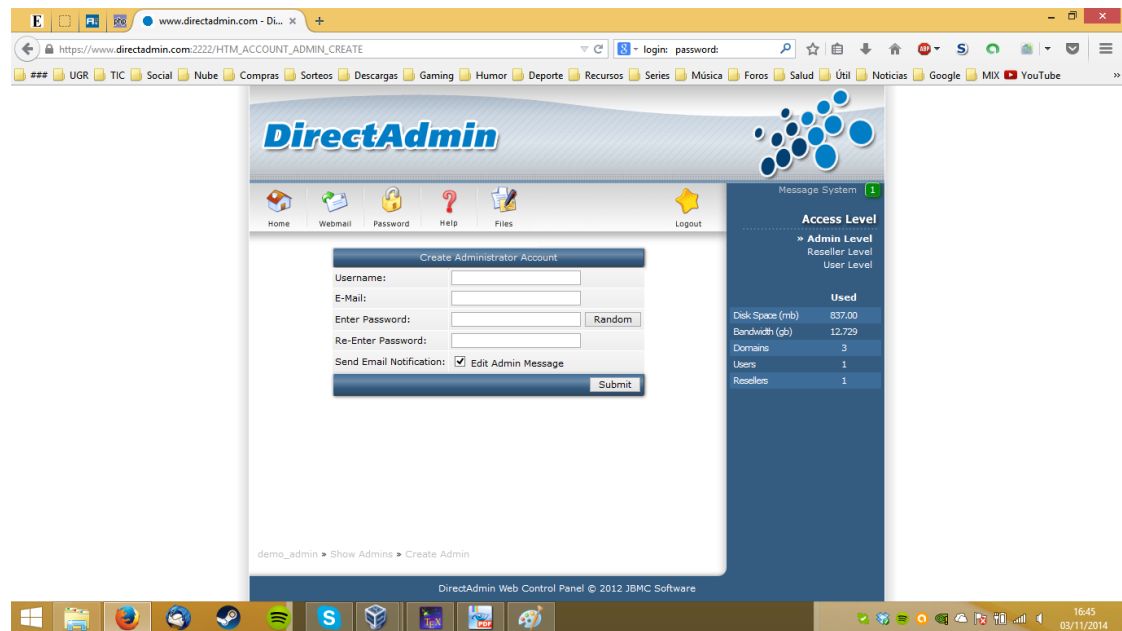 www.directadmin.com - Di... × +
https://www.directadmin.com:2222/HTM_ACCOUNT_ADMIN_CREATE
login: password:
### UGR TIC Social Nube Compras Sorteos Descargas Gaming Humor Deporte Recursos Series Música Foros Salud Útil Noticias Google MIX YouTube »
DirectAdmin
Home Webmail Password Help Files Logout
Message System 1
Access Level
» Admin Level
Reseller Level
User Level
Create Administrator Account
Username:
E-Mail:
Enter Password: Random
Re-Enter Password:
Send Email Notification: Edit Admin Message
Submit
Used
Disk Space (mb) 837.00
Bandwidth (gb) 12.729
Domains 3
Users 1
Resellers 1
demo_admin » Show Admins » Create Admin
DirectAdmin Web Control Panel © 2012 JBMC Software
16:45
03/11/2014